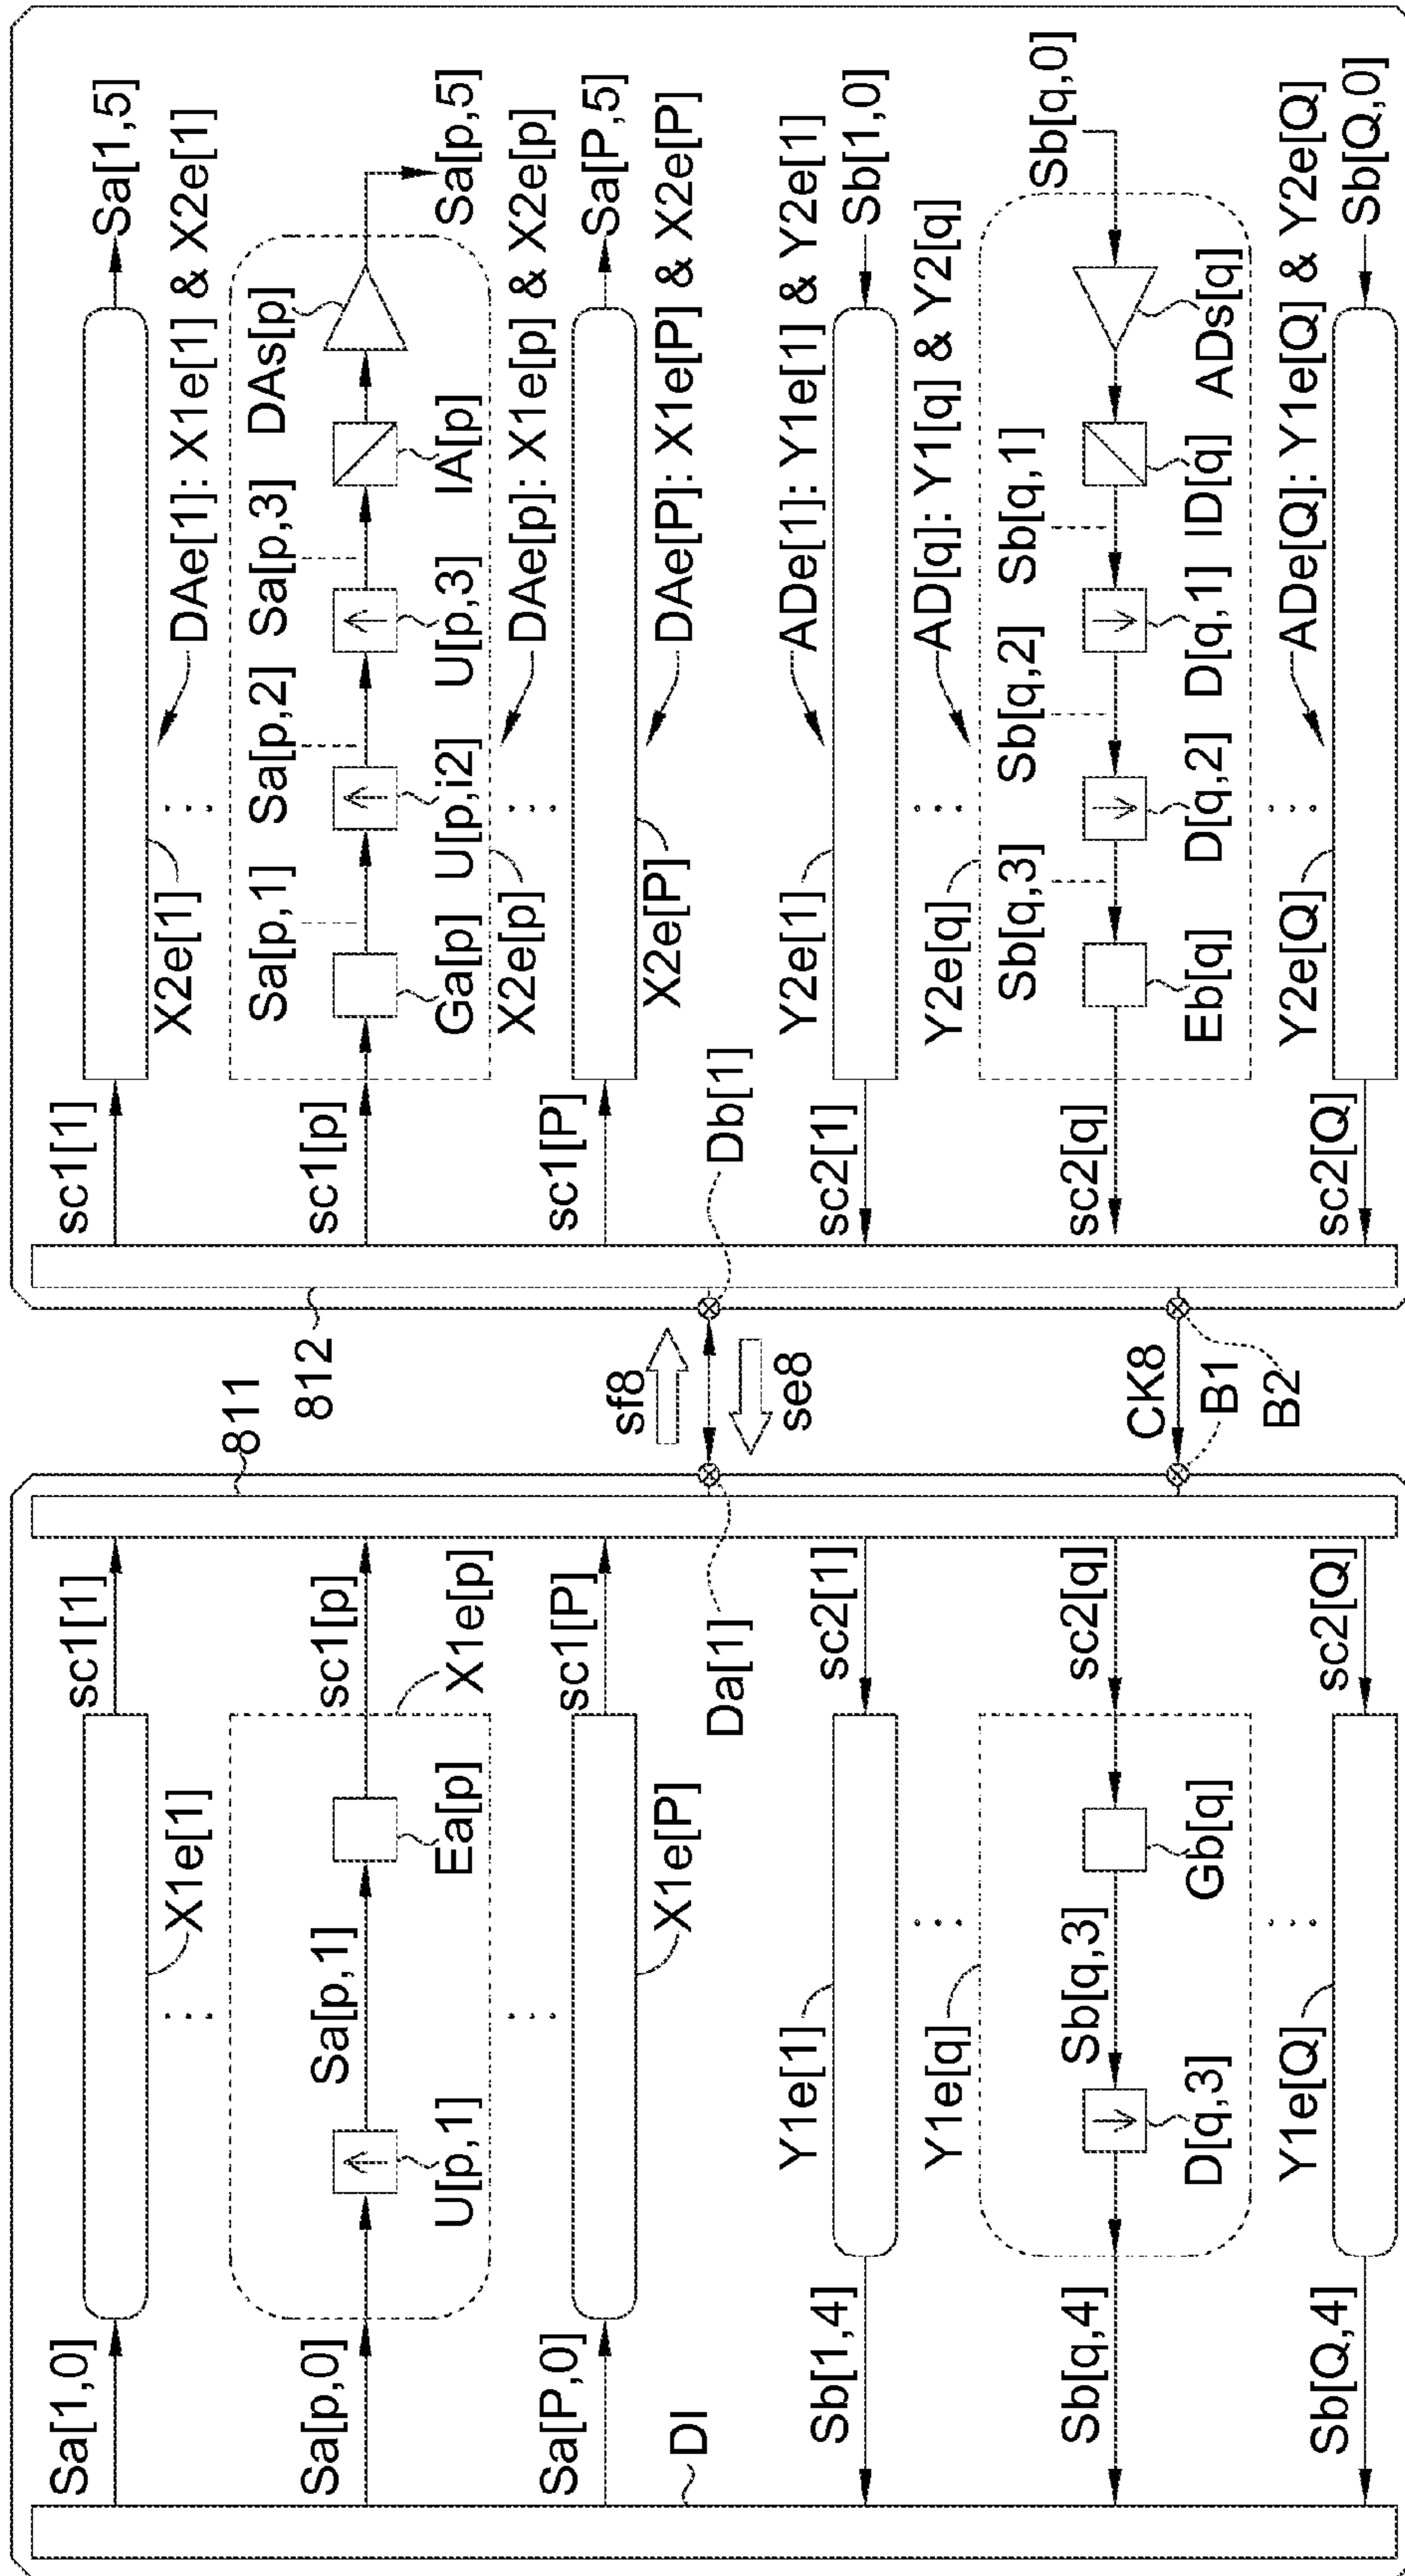 Sa[1,0]
X1e[1]
sc1[1]
811
812
sc1[1]
X2e[1]
Sa[1,5]
DAe[1]: X1e[1] & X2e[1]
Sa[p,0]
U[p,1]
Sa[p,1]
Ea[p]
sc1[p]
X1e[p]
sc1[p]
Sa[p,1]
Sa[p,2]
Sa[p,3]
DAs[p]
Ga[p]
U[p,i2]
U[p,3]
IA[p]
Sa[p,5]
X2e[p]
DAe[p]: X1e[p] & X2e[p]
Sa[P,0]
X1e[P]
sc1[P]
sc1[P]
X2e[P]
Sa[P,5]
DAe[P]: X1e[P] & X2e[P]
DI
Da[1]
sf8
se8
Db[1]
Sb[1,4]
Y1e[1]
sc2[1]
sc2[1]
Y2e[1]
ADe[1]: Y1e[1] & Y2e[1]
Sb[1,0]
Y1e[q]
Y2e[q]
AD[q]: Y1[q] & Y2[q]
Sb[q,4]
Sb[q,3]
D[q,3]
Gb[q]
sc2[q]
CK8
B1
B2
sc2[q]
Sb[q,3]
Sb[q,2]
Sb[q,1]
Sb[q,0]
Eb[q]
D[q,2]
D[q,1]
ID[q]
ADs[q]
Sb[Q,4]
Y1e[Q]
sc2[Q]
sc2[Q]
Y2e[Q]
ADe[Q]: Y1e[Q] & Y2e[Q]
Sb[Q,0]